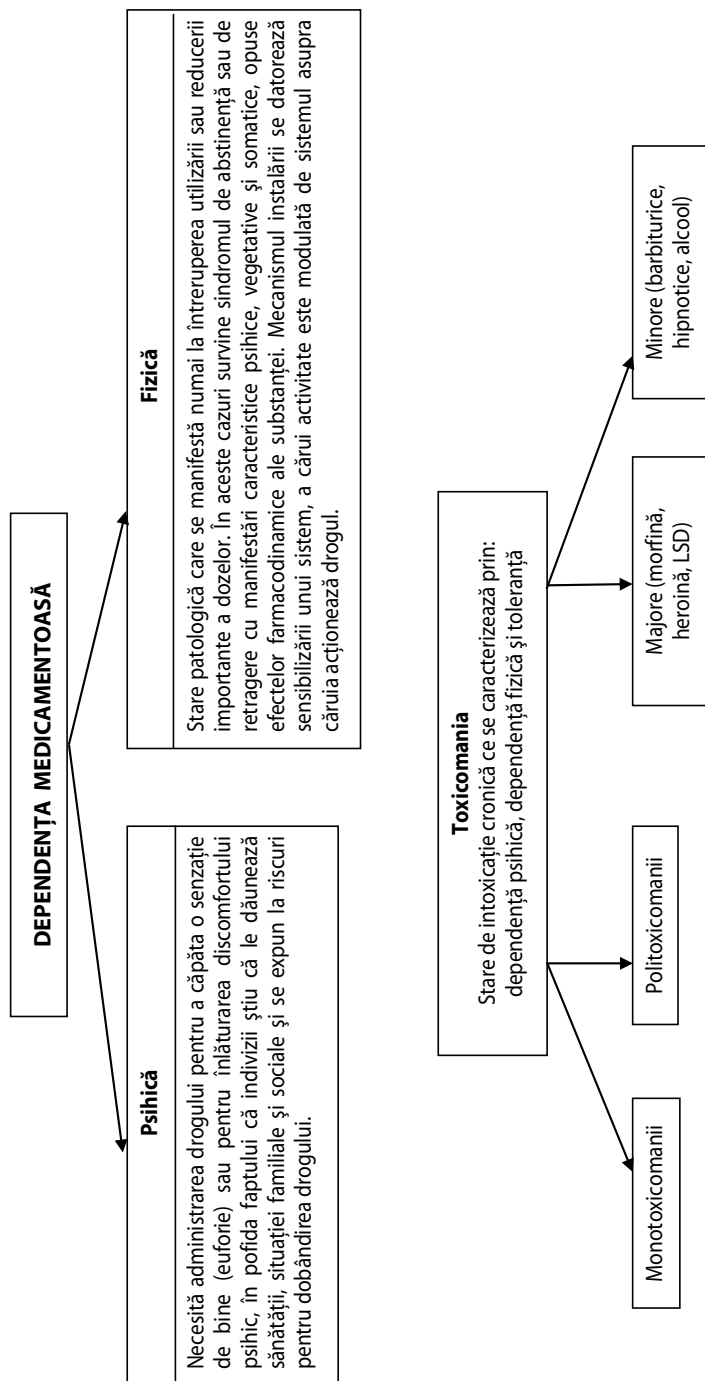 DEPENDENȚA MEDICAMENTOASĂ
Psihică
Necesită administrarea drogului pentru a căpăta o senzație
de bine (euforie) sau pentru înlăturarea discomfortului
psihic, în pofida faptului că indivizii știu că le dăunează
sănătății, situației familiale și sociale și se expun la riscuri
pentru dobândirea drogului.
Fizică
Stare patologică care se manifestă numai la întreruperea utilizării sau reducerii
importante a dozelor. În aceste cazuri survine sindromul de abstinență sau de
retragere cu manifestări caracteristice psihice, vegetative și somatice, opuse
efectelor farmacodinamice ale substanței. Mecanismul instalării se datorează
sensibilizării unui sistem, a cărui activitate este modulată de sistemul asupra
căruia acționează drogul.
Toxicomania
Stare de intoxicație cronică ce se caracterizează prin:
dependență psihică, dependență fizică și toleranță
Monotoxicomanii
Politoxicomanii
Majore (morfină,
heroină, LSD)
Minore (barbiturice,
hipnotice, alcool)